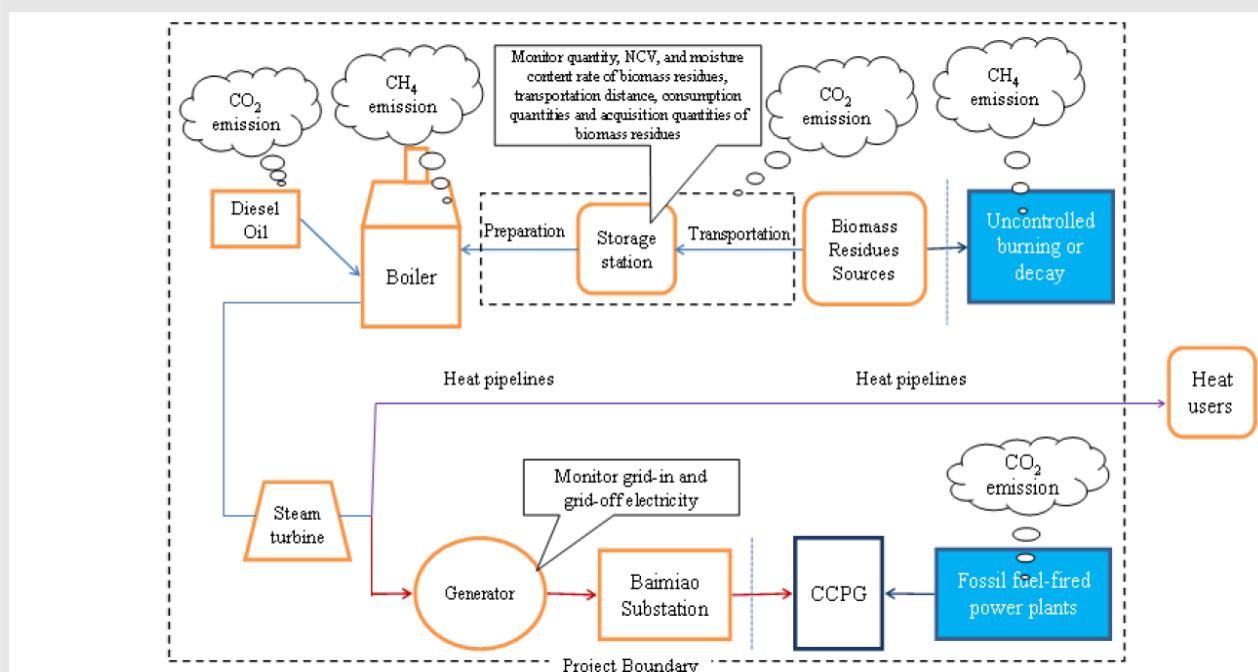 CO2
emission
CH4
emission
Monitor quantity, NCV, and moisture
content rate of biomass residues,
transportation distance, consumption
quantities and acquisition quantities of
biomass residues
CO2
emission
CH4
emission
Diesel
Oil
Boiler
Preparation
Storage
station
Transportation
Biomass
Residues
Sources
Uncontrolled
burning or
decay
Heat pipelines
Heat pipelines
Heat
users
Steam
turbine
Monitor grid-in and
grid-off electricity
Generator
Baimiao
Substation
CCPG
CO2
emission
Fossil fuel-fired
power plants
Project Boundary